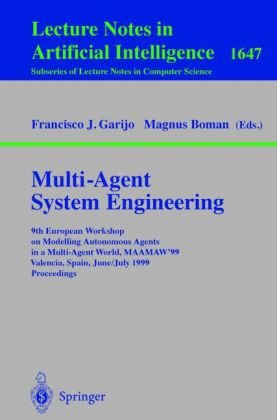 Lecture Notes in
Artificial Intelligence 1647
Subseries of Lecture Notes in Computer Science
Francisco J. Garijo Magnus Boman (Eds.)
Multi-Agent
System Engineering
9th European Workshop
on Modelling Autonomous Agents
in a Multi-Agent World, MAAMAW'99
Valencia, Spain, June/July 1999
Proceedings
Springer